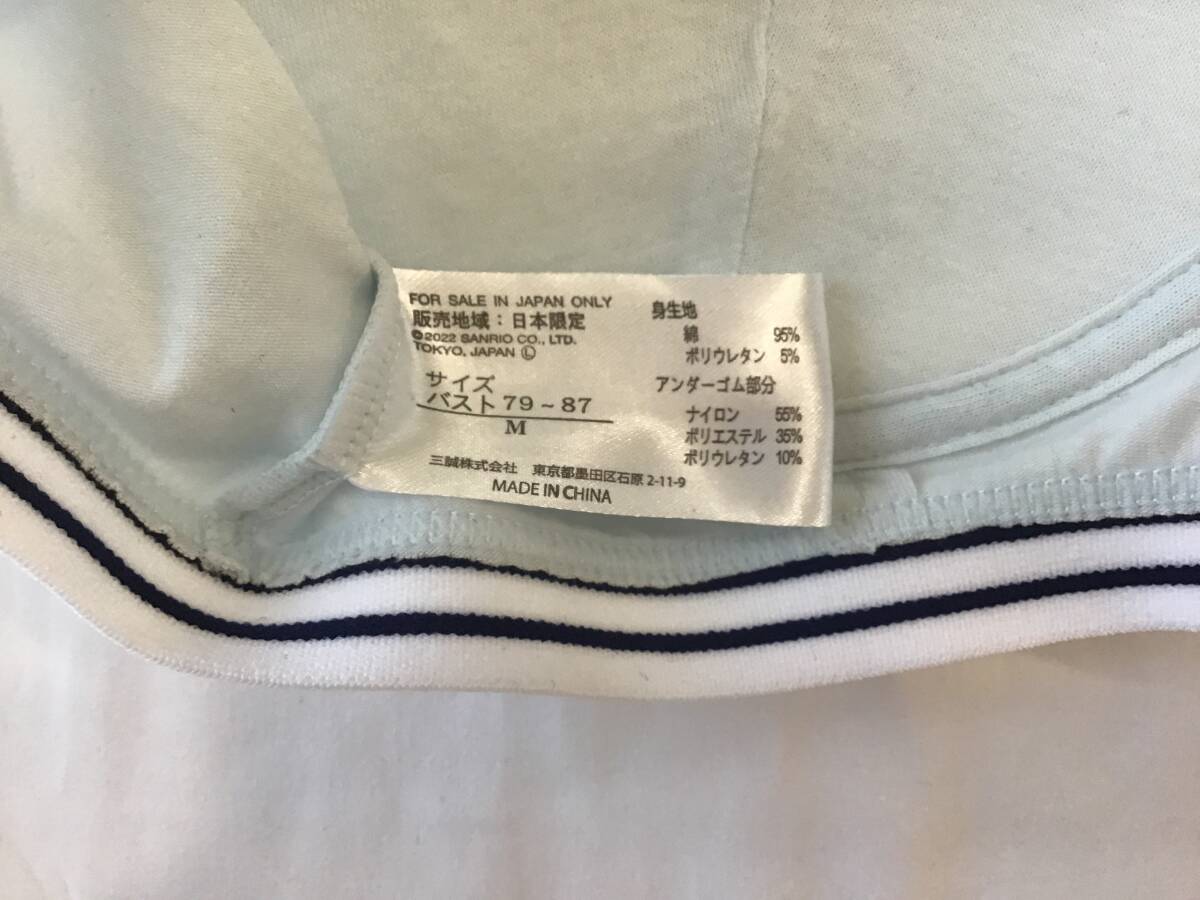 FOR SALE IN JAPAN ONLY
販売地域：日本限定
©2022 SANRIO CO., LTD.
TOKYO, JAPAN Ⓛ
サイズ
バスト 79～87
M
身生地
綿 95%
ポリウレタン 5%
アンダーゴム部分
ナイロン 55%
ポリエステル 35%
ポリウレタン 10%
三誠株式会社 東京都墨田区石原 2-11-9
MADE IN CHINA